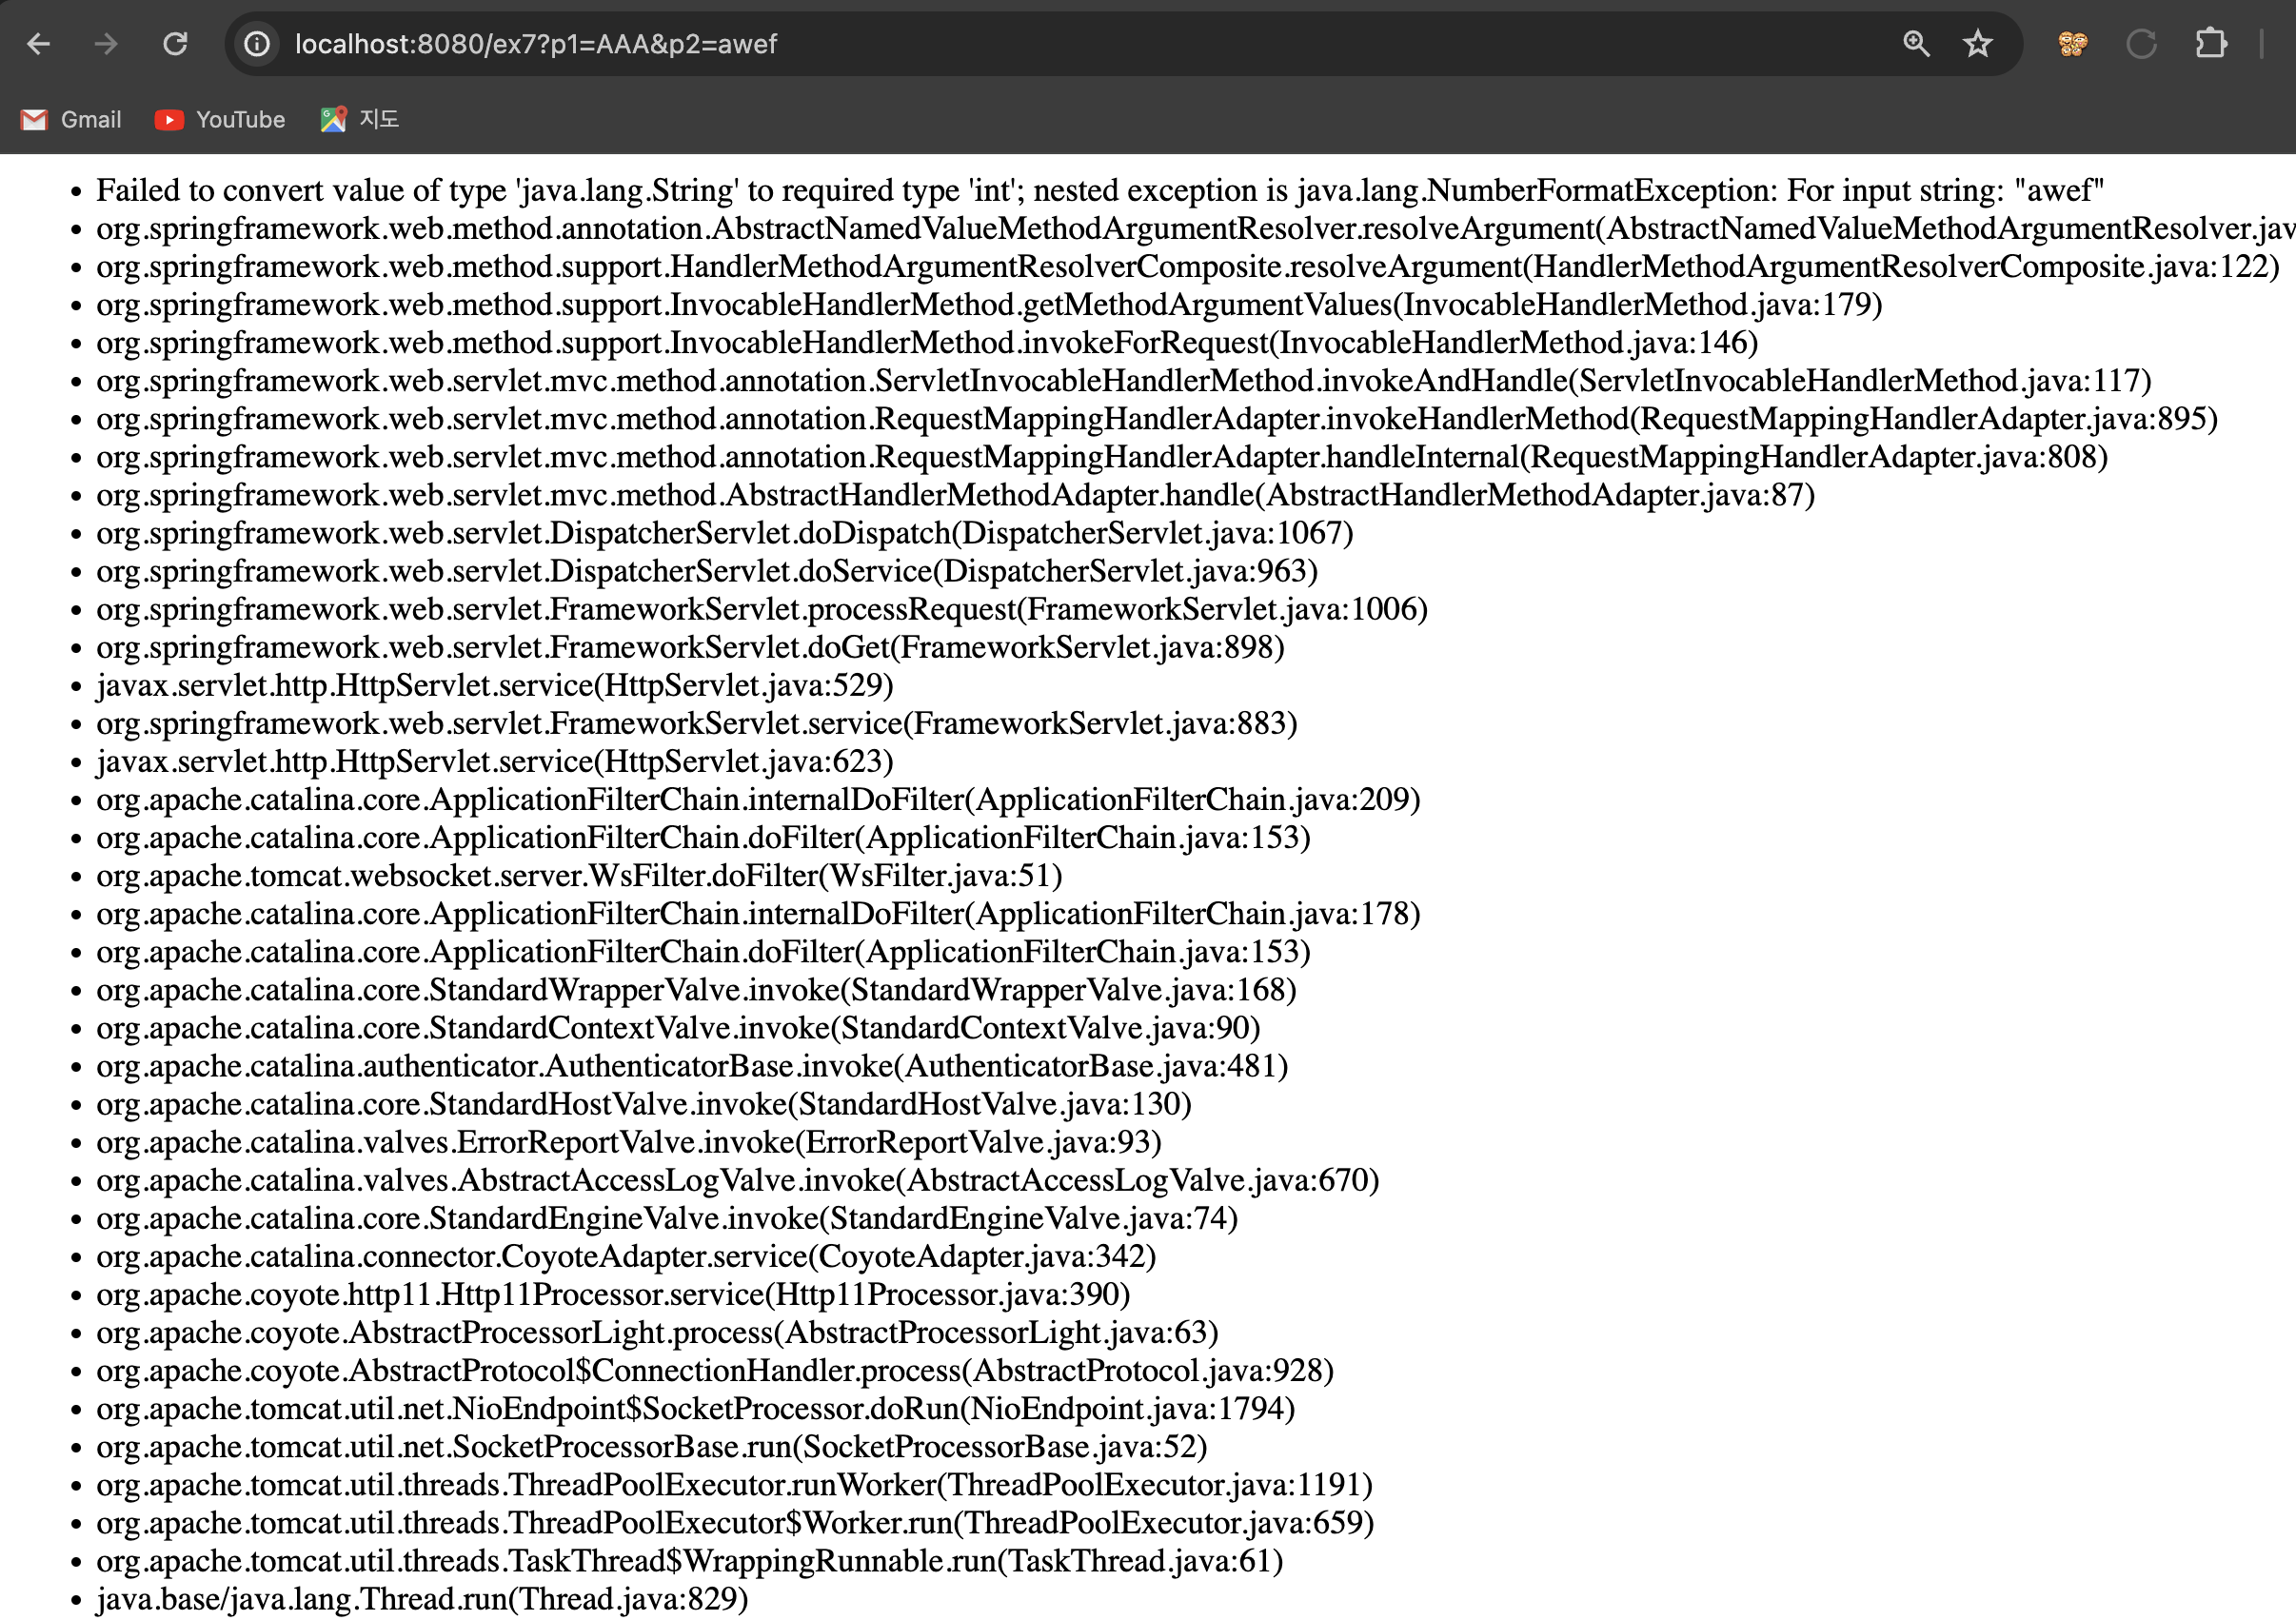 localhost:8080/ex7?p1=AAA&p2=awef
Gmail YouTube 지도
Failed to convert value of type 'java.lang.String' to required type 'int'; nested exception is java.lang.NumberFormatException: For input string: "awef"
org.springframework.web.method.annotation.AbstractNamedValueMethodArgumentResolver.resolveArgument(AbstractNamedValueMethodArgumentResolver.jav
org.springframework.web.method.support.HandlerMethodArgumentResolverComposite.resolveArgument(HandlerMethodArgumentResolverComposite.java:122)
org.springframework.web.method.support.InvocableHandlerMethod.getMethodArgumentValues(InvocableHandlerMethod.java:179)
org.springframework.web.method.support.InvocableHandlerMethod.invokeForRequest(InvocableHandlerMethod.java:146)
org.springframework.web.servlet.mvc.method.annotation.ServletInvocableHandlerMethod.invokeAndHandle(ServletInvocableHandlerMethod.java:117)
org.springframework.web.servlet.mvc.method.annotation.RequestMappingHandlerAdapter.invokeHandlerMethod(RequestMappingHandlerAdapter.java:895)
org.springframework.web.servlet.mvc.method.annotation.RequestMappingHandlerAdapter.handleInternal(RequestMappingHandlerAdapter.java:808)
org.springframework.web.servlet.mvc.method.AbstractHandlerMethodAdapter.handle(AbstractHandlerMethodAdapter.java:87)
org.springframework.web.servlet.DispatcherServlet.doDispatch(DispatcherServlet.java:1067)
org.springframework.web.servlet.DispatcherServlet.doService(DispatcherServlet.java:963)
org.springframework.web.servlet.FrameworkServlet.processRequest(FrameworkServlet.java:1006)
org.springframework.web.servlet.FrameworkServlet.doGet(FrameworkServlet.java:898)
javax.servlet.http.HttpServlet.service(HttpServlet.java:529)
org.springframework.web.servlet.FrameworkServlet.service(FrameworkServlet.java:883)
javax.servlet.http.HttpServlet.service(HttpServlet.java:623)
org.apache.catalina.core.ApplicationFilterChain.internalDoFilter(ApplicationFilterChain.java:209)
org.apache.catalina.core.ApplicationFilterChain.doFilter(ApplicationFilterChain.java:153)
org.apache.tomcat.websocket.server.WsFilter.doFilter(WsFilter.java:51)
org.apache.catalina.core.ApplicationFilterChain.internalDoFilter(ApplicationFilterChain.java:178)
org.apache.catalina.core.ApplicationFilterChain.doFilter(ApplicationFilterChain.java:153)
org.apache.catalina.core.StandardWrapperValve.invoke(StandardWrapperValve.java:168)
org.apache.catalina.core.StandardContextValve.invoke(StandardContextValve.java:90)
org.apache.catalina.authenticator.AuthenticatorBase.invoke(AuthenticatorBase.java:481)
org.apache.catalina.core.StandardHostValve.invoke(StandardHostValve.java:130)
org.apache.catalina.valves.ErrorReportValve.invoke(ErrorReportValve.java:93)
org.apache.catalina.valves.AbstractAccessLogValve.invoke(AbstractAccessLogValve.java:670)
org.apache.catalina.core.StandardEngineValve.invoke(StandardEngineValve.java:74)
org.apache.catalina.connector.CoyoteAdapter.service(CoyoteAdapter.java:342)
org.apache.coyote.http11.Http11Processor.service(Http11Processor.java:390)
org.apache.coyote.AbstractProcessorLight.process(AbstractProcessorLight.java:63)
org.apache.coyote.AbstractProtocol$ConnectionHandler.process(AbstractProtocol.java:928)
org.apache.tomcat.util.net.NioEndpoint$SocketProcessor.doRun(NioEndpoint.java:1794)
org.apache.tomcat.util.net.SocketProcessorBase.run(SocketProcessorBase.java:52)
org.apache.tomcat.util.threads.ThreadPoolExecutor.runWorker(ThreadPoolExecutor.java:1191)
org.apache.tomcat.util.threads.ThreadPoolExecutor$Worker.run(ThreadPoolExecutor.java:659)
org.apache.tomcat.util.threads.TaskThread$WrappingRunnable.run(TaskThread.java:61)
java.base/java.lang.Thread.run(Thread.java:829)